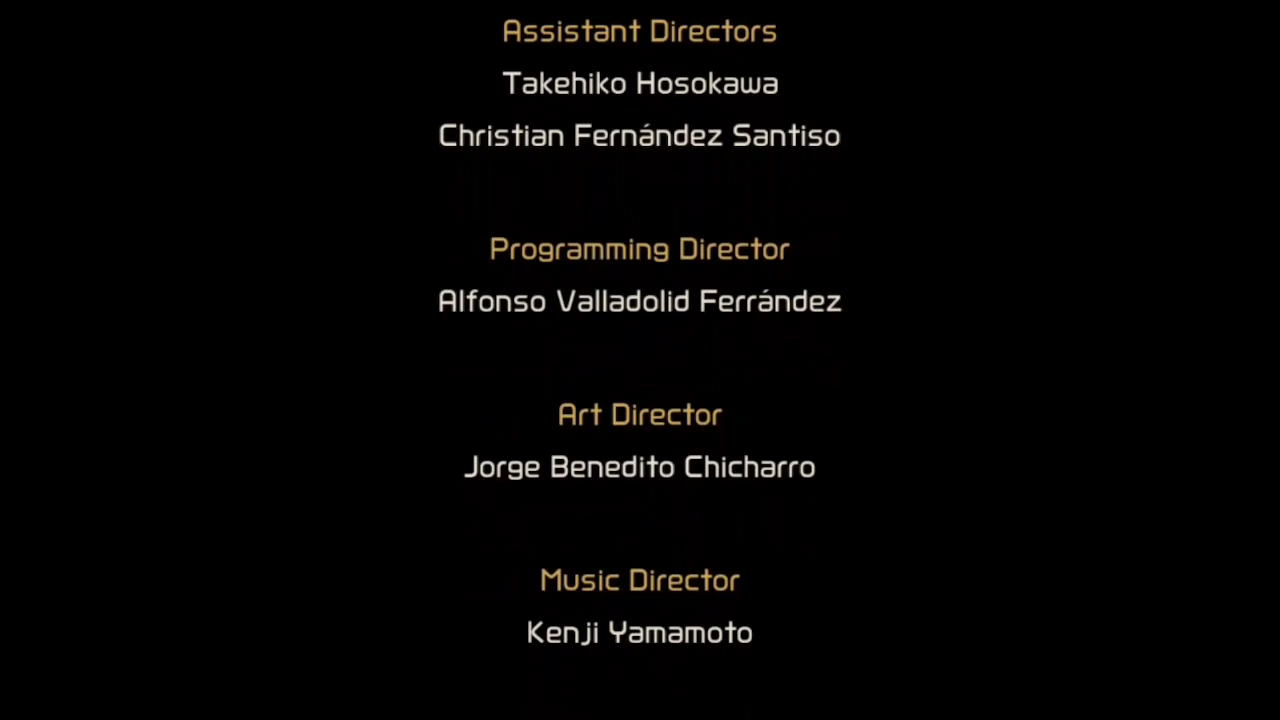 Assistant Directors
Takehiko Hosokawa
Christian Fernández Santiso
Programming Director
Alfonso Valladolid Ferrández
Art Director
Jorge Benedito Chicharro
Music Director
Kenji Yamamoto